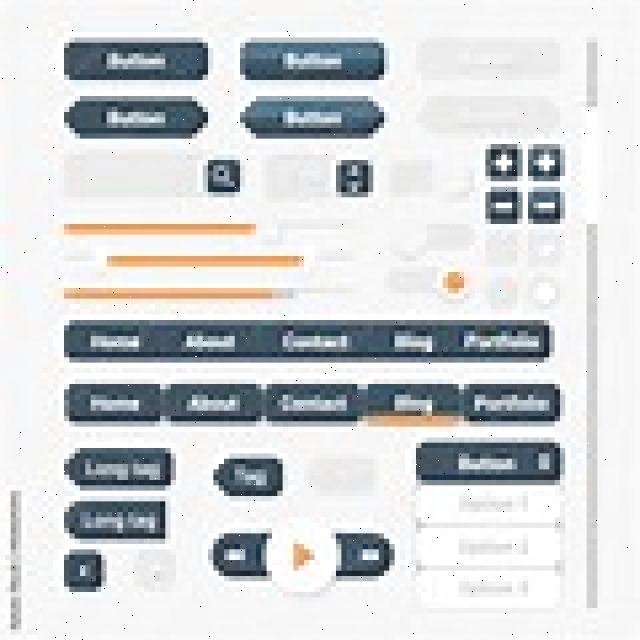 Button Button
Button Button
Home About Contact Blog Portfolio
Home About Contact Blog Portfolio
Long tag
Tag
Long tag
Button
Option 1
Option 2
Option 3